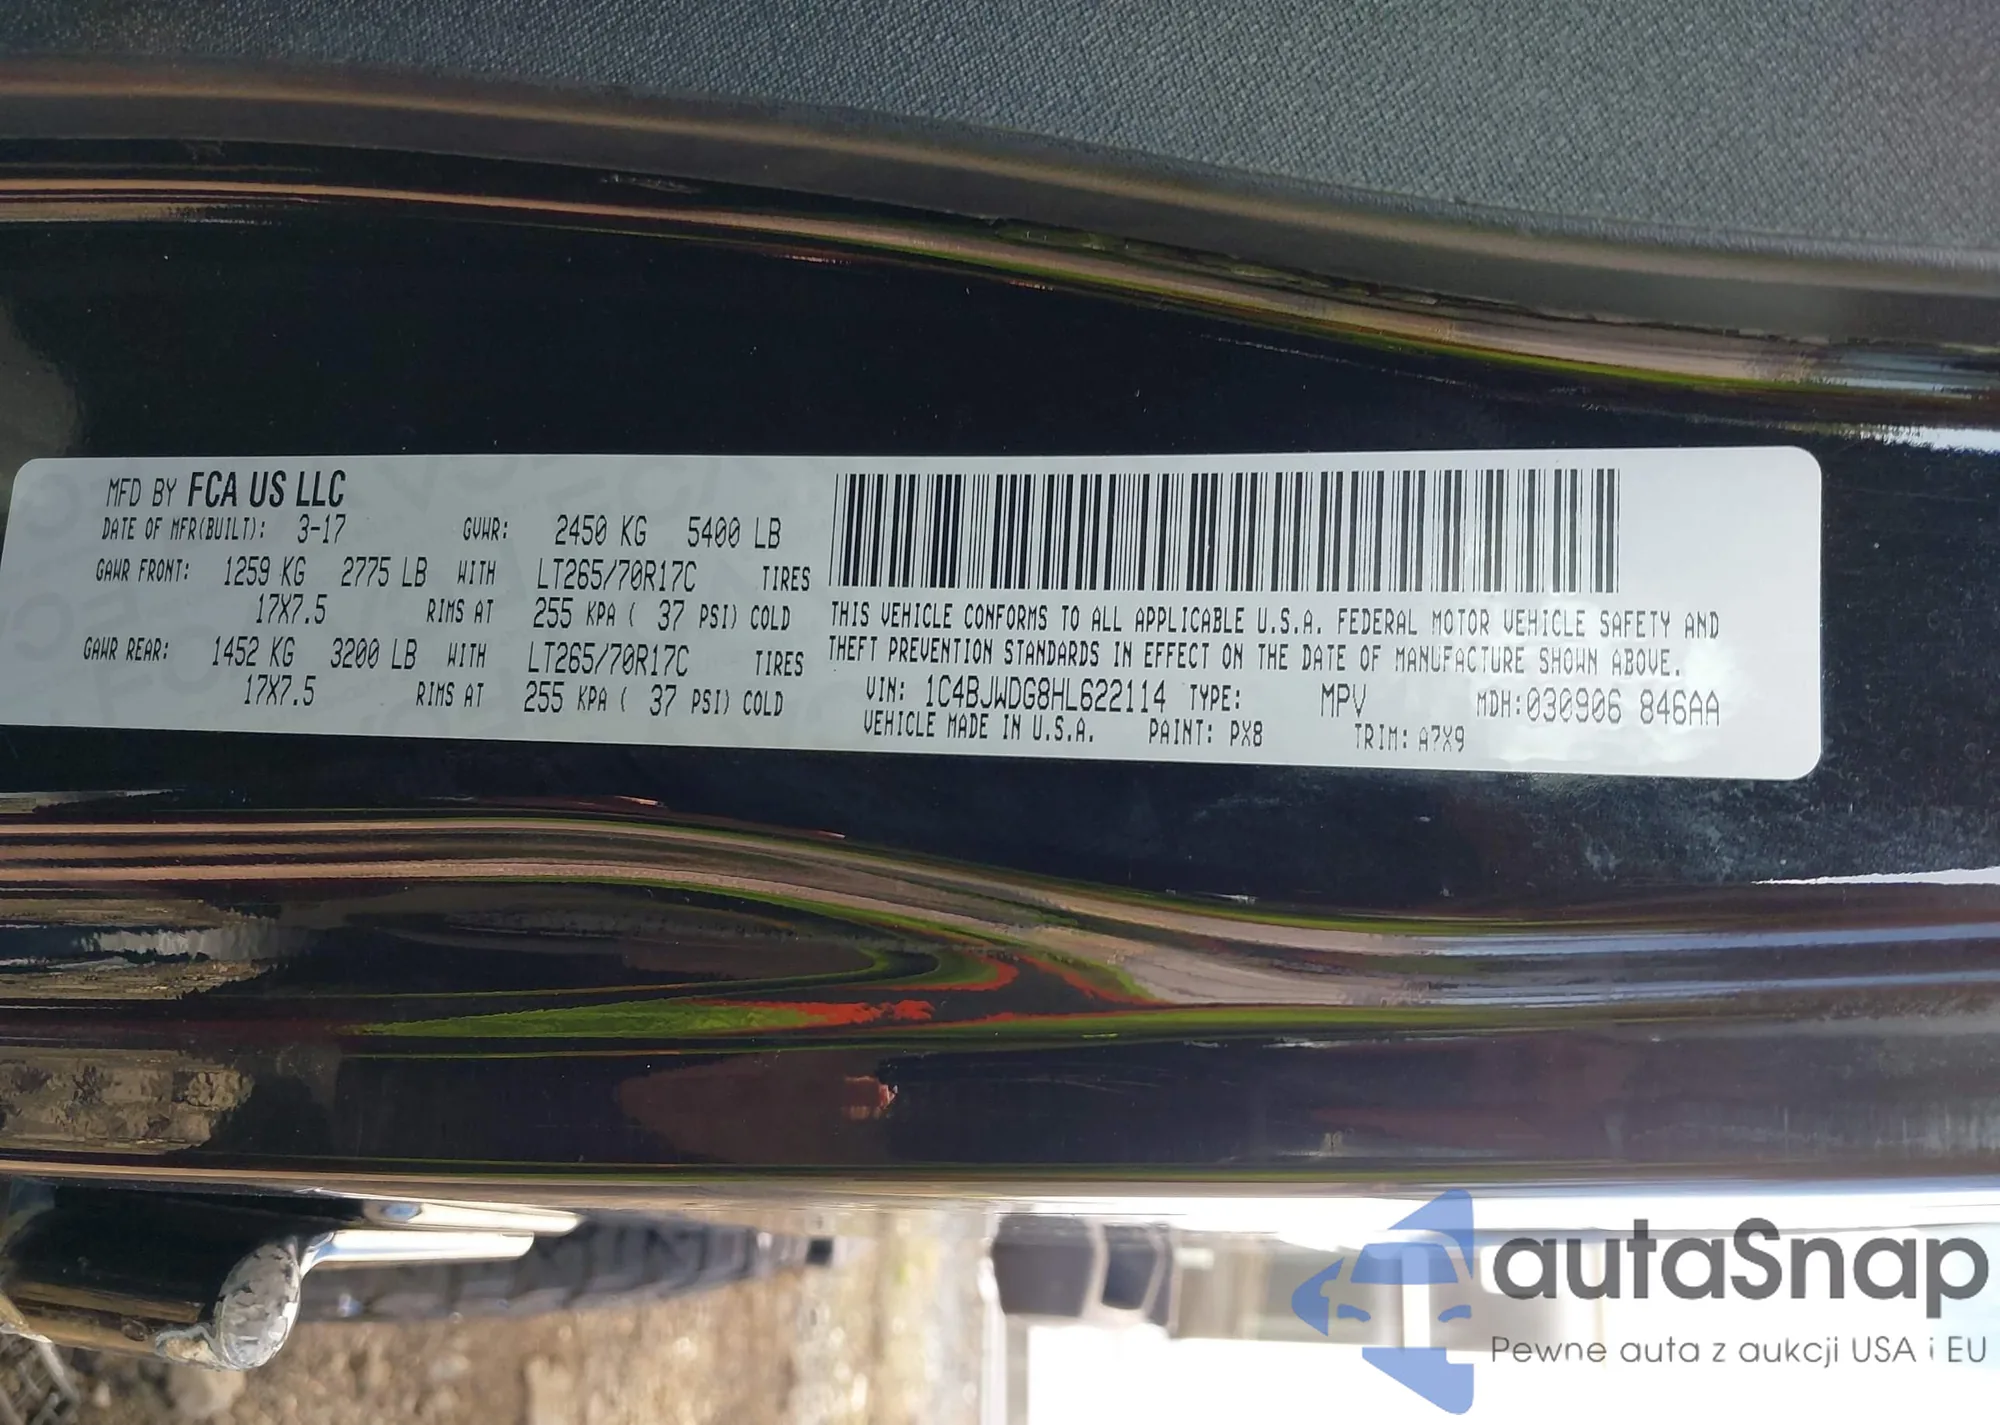 MFD BY FCA US LLC
DATE OF MFR(BUILT): 3-17 GVWR: 2450 KG 5400 LB
GAWR FRONT: 1259 KG 2775 LB WITH LT265/70R17C TIRES
17X7.5 RIMS AT 255 KPA ( 37 PSI) COLD
GAWR REAR: 1452 KG 3200 LB WITH LT265/70R17C TIRES
17X7.5 RIMS AT 255 KPA ( 37 PSI) COLD
THIS VEHICLE CONFORMS TO ALL APPLICABLE U.S.A. FEDERAL MOTOR VEHICLE SAFETY AND
THEFT PREVENTION STANDARDS IN EFFECT ON THE DATE OF MANUFACTURE SHOWN ABOVE.
VIN: 1C4BJWDG8HL622114 TYPE: MPV MDH:030906 846AA
VEHICLE MADE IN U.S.A. PAINT: PX8 TRIM: A7X9
autaSnap
Pewne auta z aukcji USA i EU